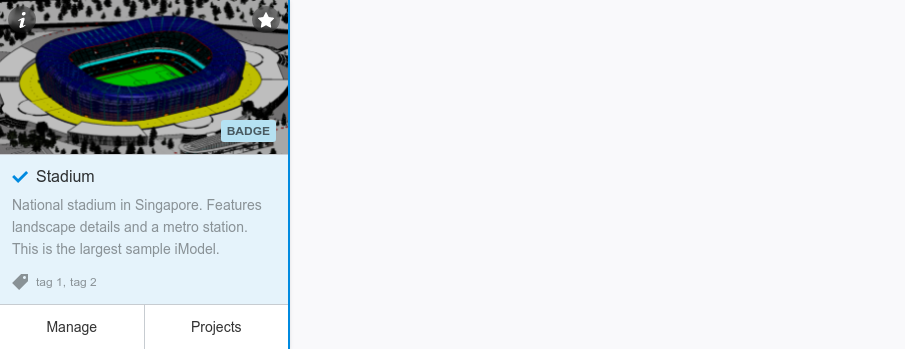 i
BADGE
Stadium
National stadium in Singapore. Features
landscape details and a metro station.
This is the largest sample iModel.
tag 1, tag 2
Manage
Projects